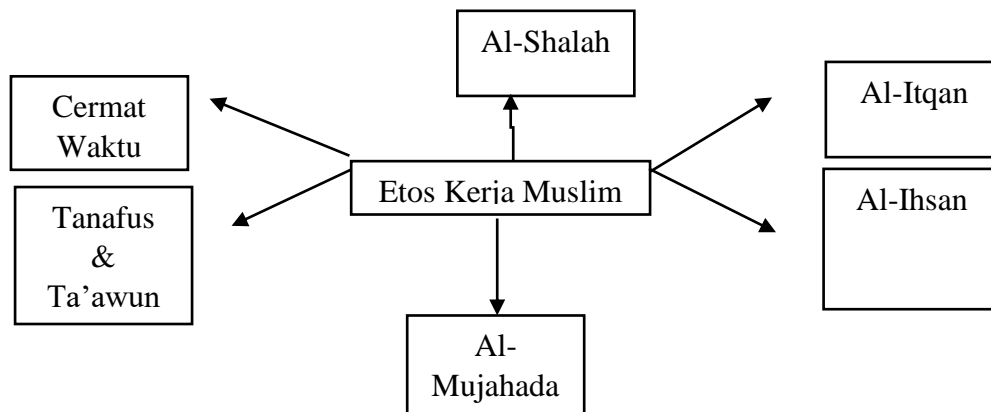 Al-Shalah
Cermat
Waktu
Al-Itqan
Etos Kerja Muslim
Tanafus
&
Ta’awun
Al-Ihsan
Al-
Mujahada